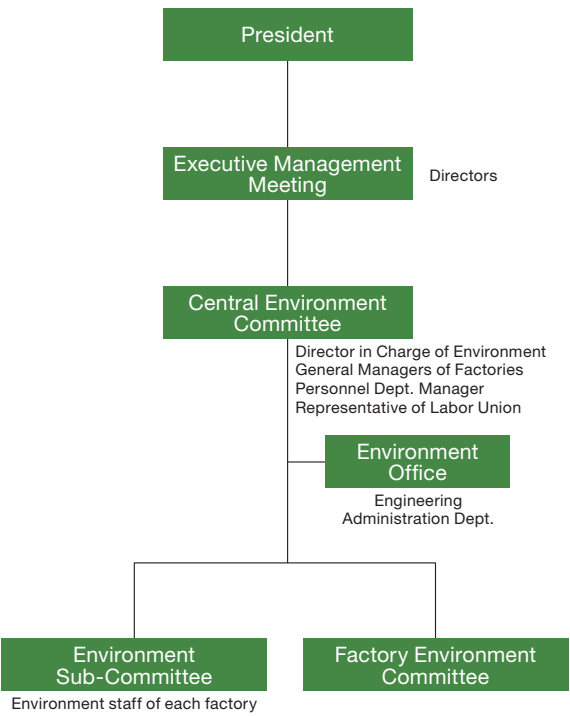 President
Executive Management
Meeting
Directors
Central Environment
Committee
Director in Charge of Environment
General Managers of Factories
Personnel Dept. Manager
Representative of Labor Union
Environment
Office
Engineering
Administration Dept.
Environment
Sub-Committee
Environment staff of each factory
Factory Environment
Committee